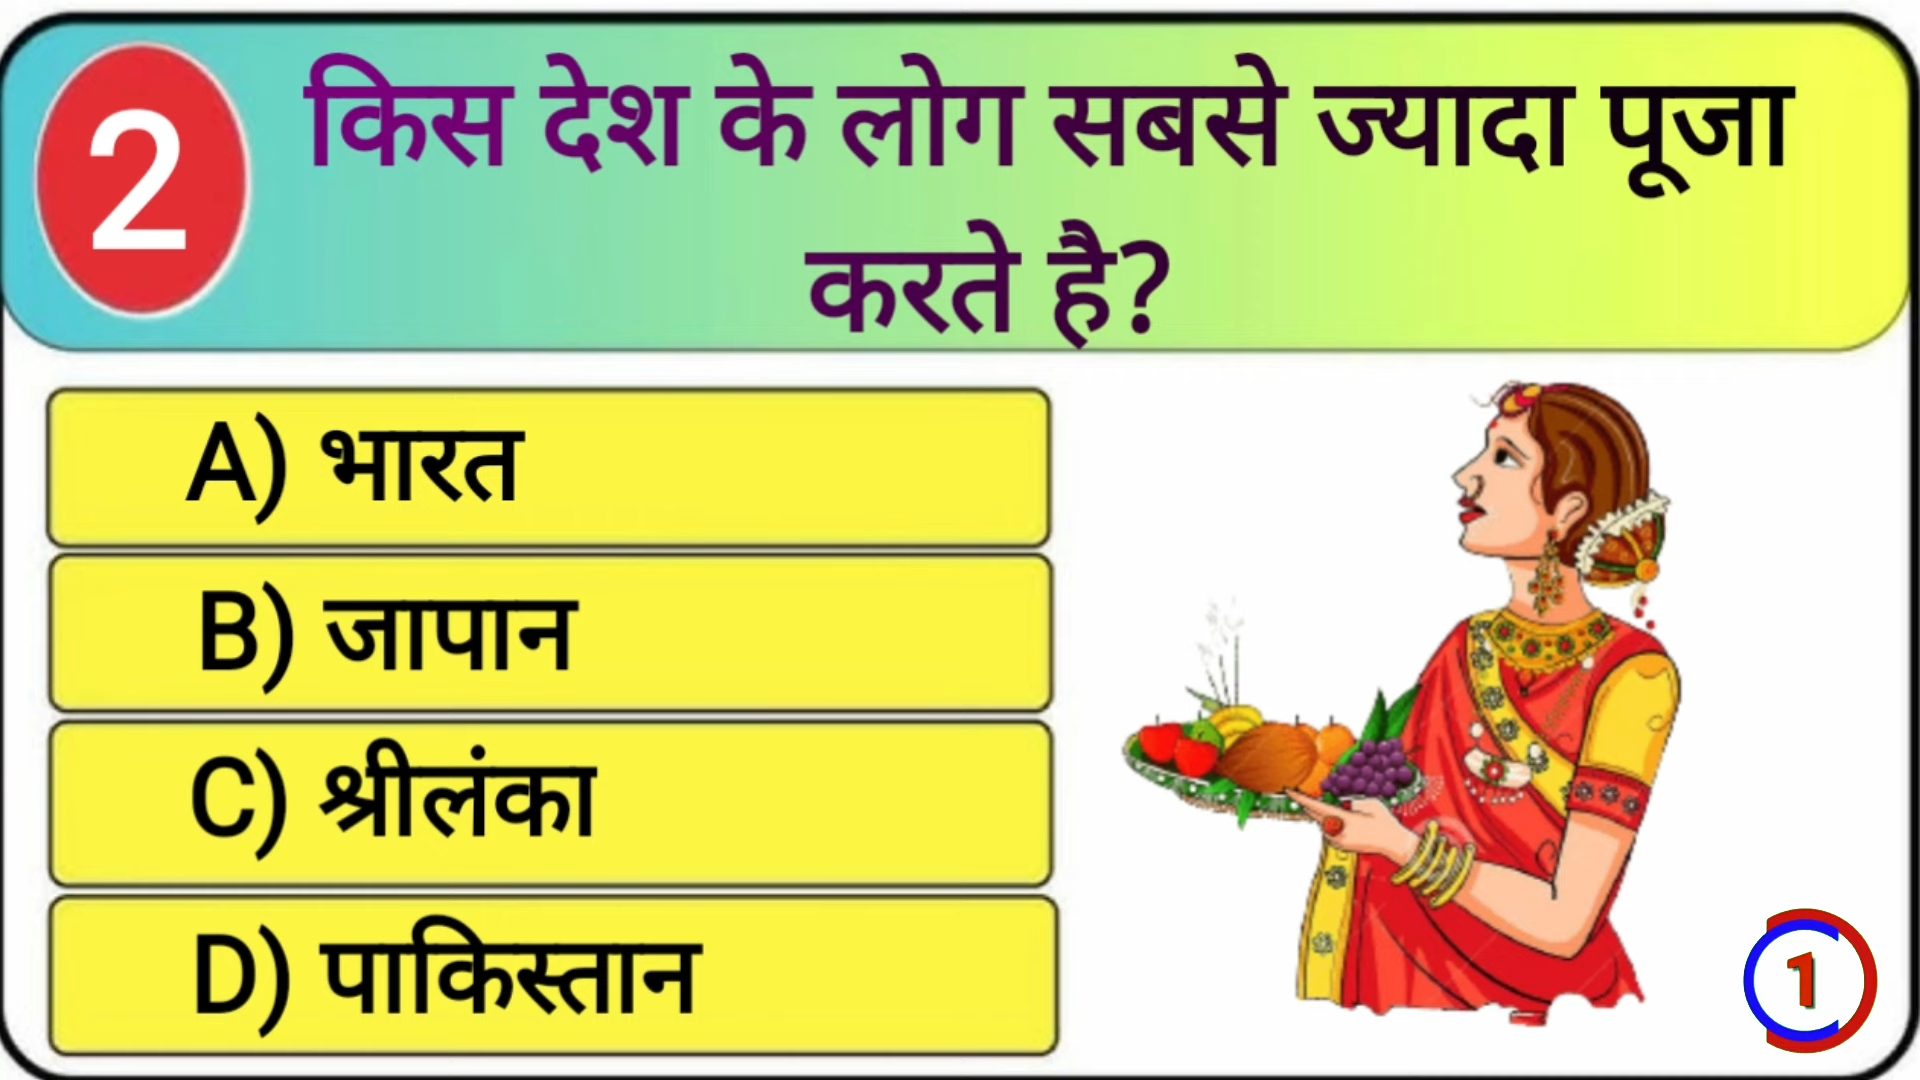 2
किस देश के लोग सबसे ज्यादा पूजा
करते है?
A) भारत
B) जापान
C) श्रीलंका
D) पाकिस्तान
1